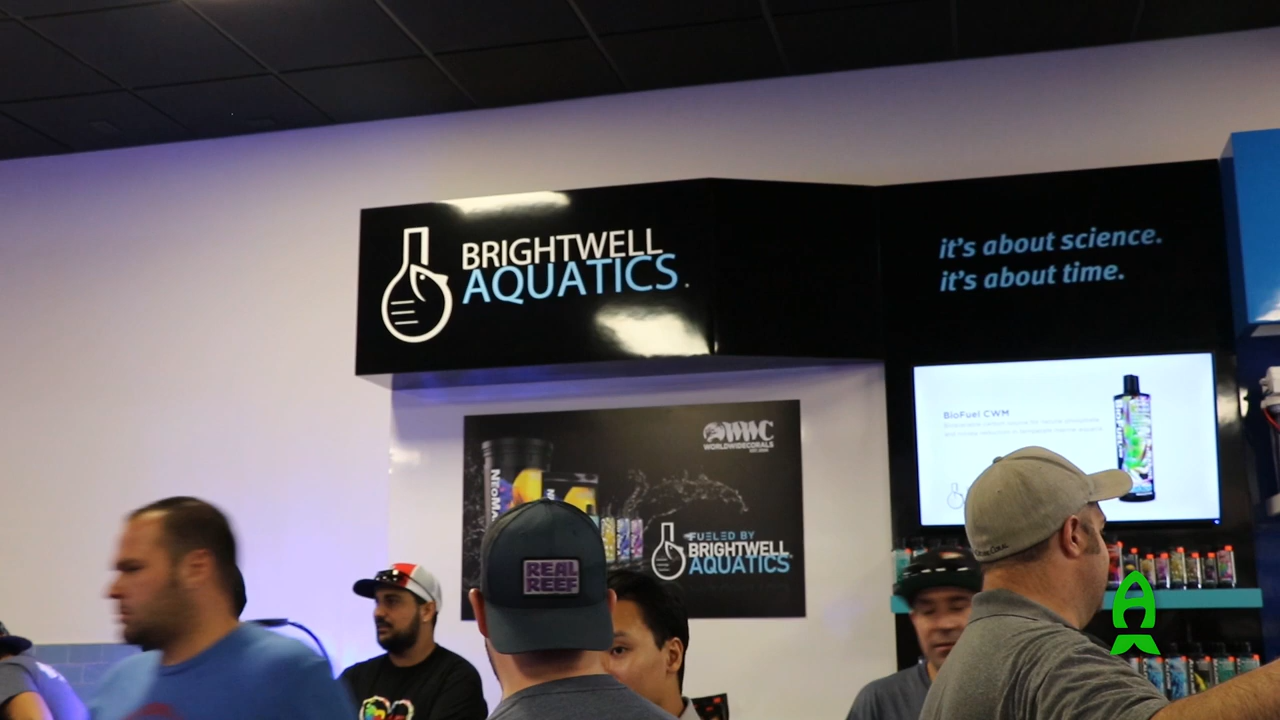 BRIGHTWELL
AQUATICS.
it's about science.
it's about time.
BioFuel CWM
WWC
WORLDWIDECORALS
FUELED BY
BRIGHTWELL
AQUATICS
REAL
REEF